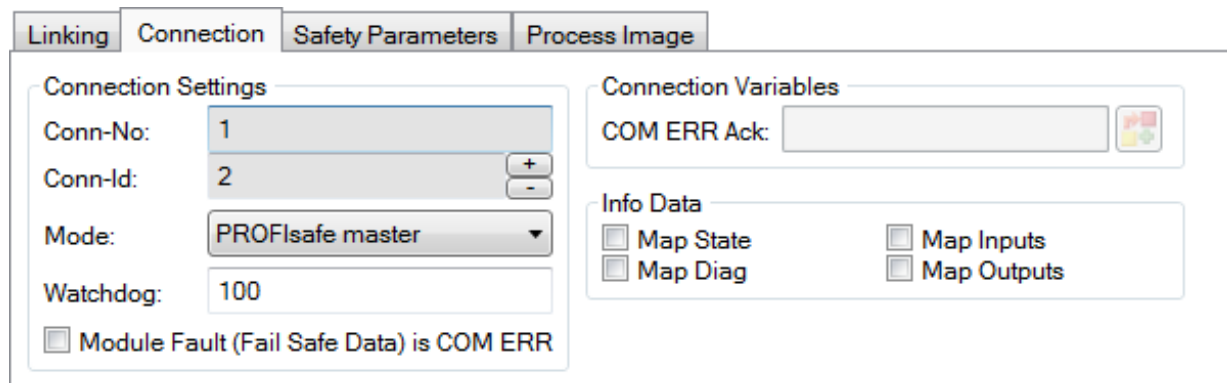 Linking Connection Safety Parameters Process Image
Connection Settings
Conn-No: 1
Conn-Id: 2 + -
Mode: PROFIsafe master
Watchdog: 100
Module Fault (Fail Safe Data) is COM ERR
Connection Variables
COM ERR Ack:
Info Data
Map State Map Inputs
Map Diag Map Outputs